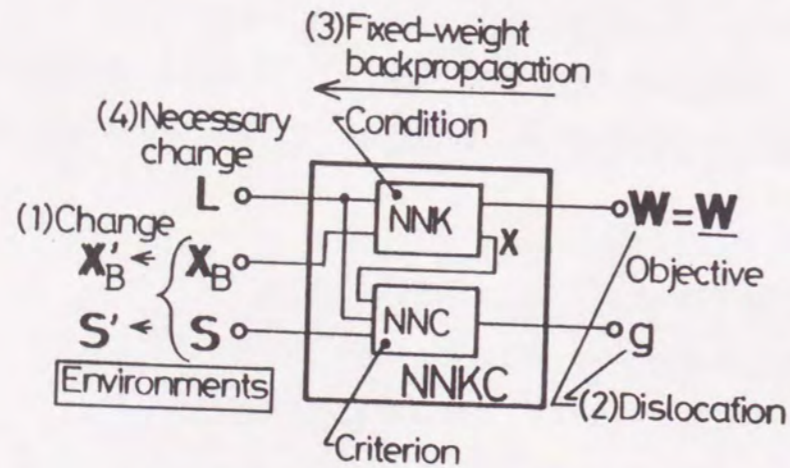 (3)Fixed-weight
backpropagation
(4)Necessary
change
Condition
L
NNK
W=W
(1)Change
X
X'B
XB
Objective
S'
S
NNC
g
Environments
NNKC
(2)Dislocation
Criterion